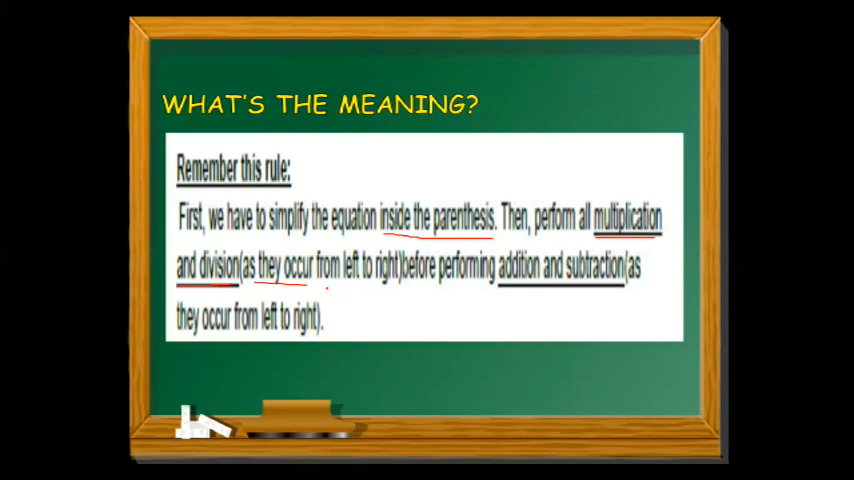 WHAT'S THE MEANING?
Remember this rule:
First, we have to simplify the equation inside the parenthesis. Then, perform all multiplication
and division(as they occur from left to right)before performing addition and subtraction(as
they occur from left to right).